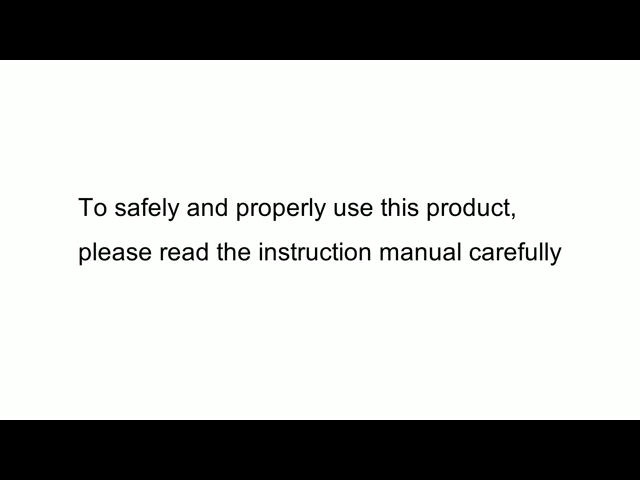 To safely and properly use this product,
please read the instruction manual carefully